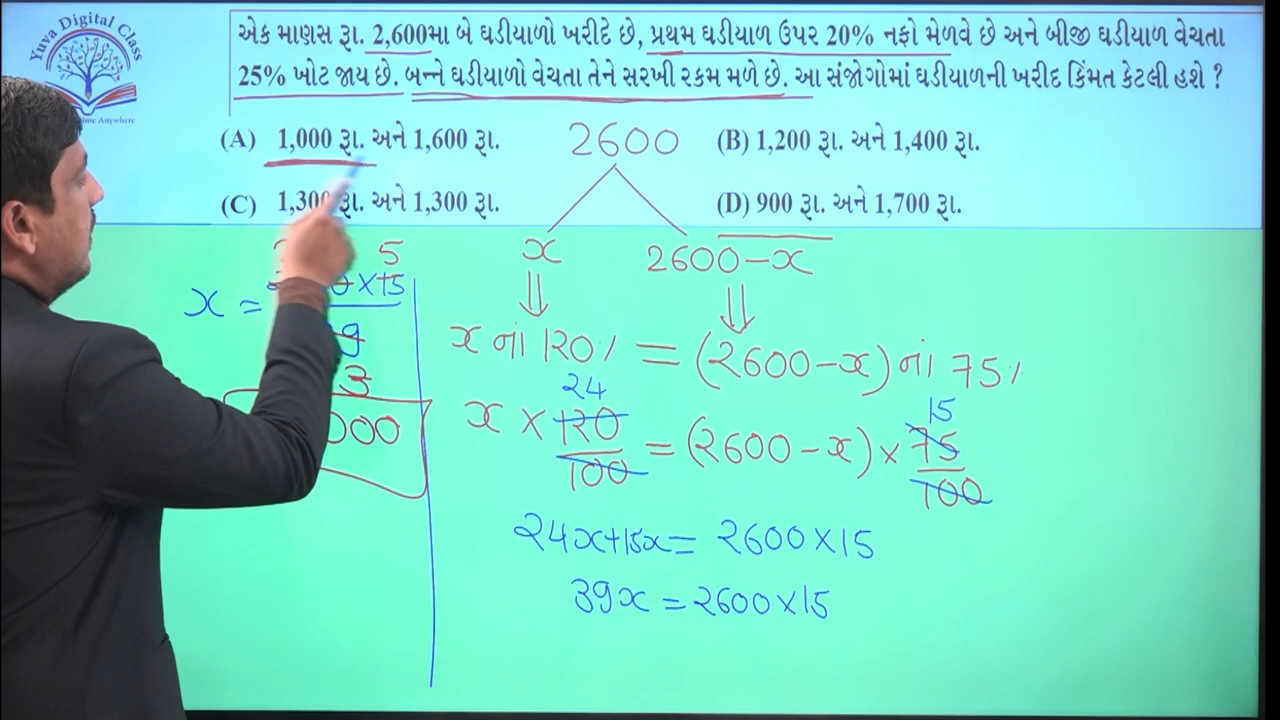 Yuva Digital Class
એક માણસ રૂા. 2,600મા બે ઘડીયાળો ખરીદે છે, પ્રથમ ઘડીયાળ ઉપર 20% નફો મેળવે છે અને બીજી ઘડીયાળ વેચતા
25% ખોટ જાય છે. બન્ને ઘડીયાળો વેચતા તેને સરખી રકમ મળે છે. આ સંજોગોમાં ઘડીયાળની ખરીદ કિંમત કેટલી હશે ?
(A) 1,000 રૂા. અને 1,600 રૂા.
(B) 1,200 રૂા. અને 1,400 રૂા.
(C) 1,300 રૂા. અને 1,300 રૂા.
(D) 900 રૂા. અને 1,700 રૂા.
2600
x 2600-x
x નાં 120% = (2600-x) નાં 75%
24 15
x × 120/100 = (2600-x) × 75/100
24x+15x = 2600×15
39x = 2600×15
5
x = ×15
3
000